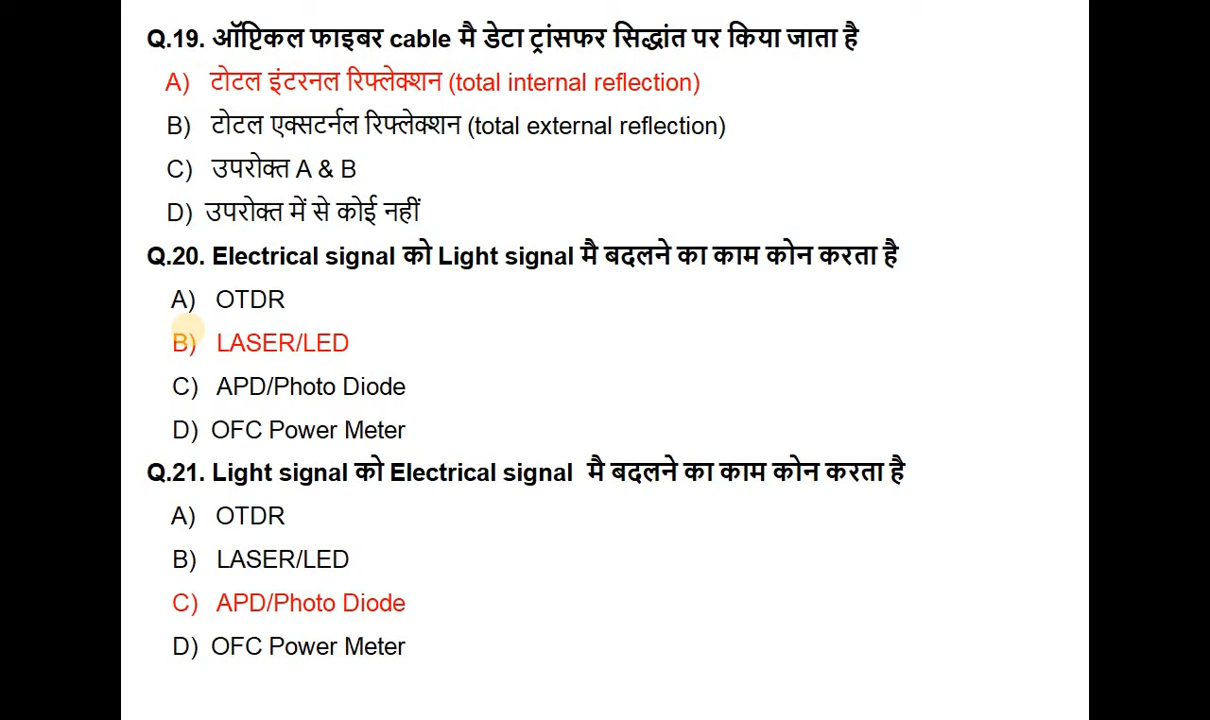 Q.19. ऑप्टिकल फाइबर cable मै डेटा ट्रांसफर सिद्धांत पर किया जाता है
A) टोटल इंटरनल रिफ्लेक्शन (total internal reflection)
B) टोटल एक्सटर्नल रिफ्लेक्शन (total external reflection)
C) उपरोक्त A & B
D) उपरोक्त में से कोई नहीं
Q.20. Electrical signal को Light signal मै बदलने का काम कोन करता है
A) OTDR
B) LASER/LED
C) APD/Photo Diode
D) OFC Power Meter
Q.21. Light signal को Electrical signal मै बदलने का काम कोन करता है
A) OTDR
B) LASER/LED
C) APD/Photo Diode
D) OFC Power Meter